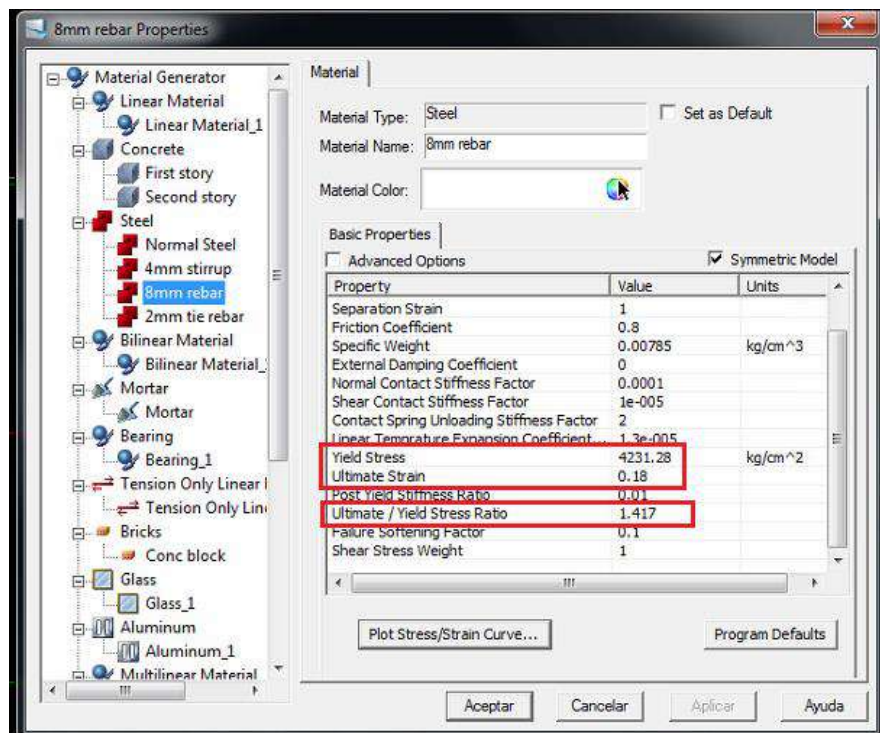 8mm rebar Properties
Material Generator
Linear Material
Linear Material_1
Concrete
First story
Second story
Steel
Normal Steel
4mm stirrup
8mm rebar
2mm tie rebar
Bilinear Material
Bilinear Material_
Mortar
Mortar
Bearing
Bearing_1
Tension Only Linear
Tension Only Lin
Bricks
Conc block
Glass
Glass_1
Aluminum
Aluminum_1
Multilinear Material
Material
Material Type: Steel Set as Default
Material Name: 8mm rebar
Material Color:
Basic Properties
Advanced Options Symmetric Model
Property Value Units
Separation Strain 1
Friction Coefficient 0.8
Specific Weight 0.00785 kg/cm^3
External Damping Coefficient 0
Normal Contact Stiffness Factor 0.0001
Shear Contact Stiffness Factor 1e-005
Contact Spring Unloading Stiffness Factor 2
Linear Temprature Expansion Coefficient... 1.3e-005
Yield Stress 4231.28 kg/cm^2
Ultimate Strain 0.18
Post Yield Stiffness Ratio 0.01
Ultimate / Yield Stress Ratio 1.417
Failure Softening Factor 0.1
Shear Stress Weight 1
Plot Stress/Strain Curve... Program Defaults
Aceptar Cancelar Aplicar Ayuda